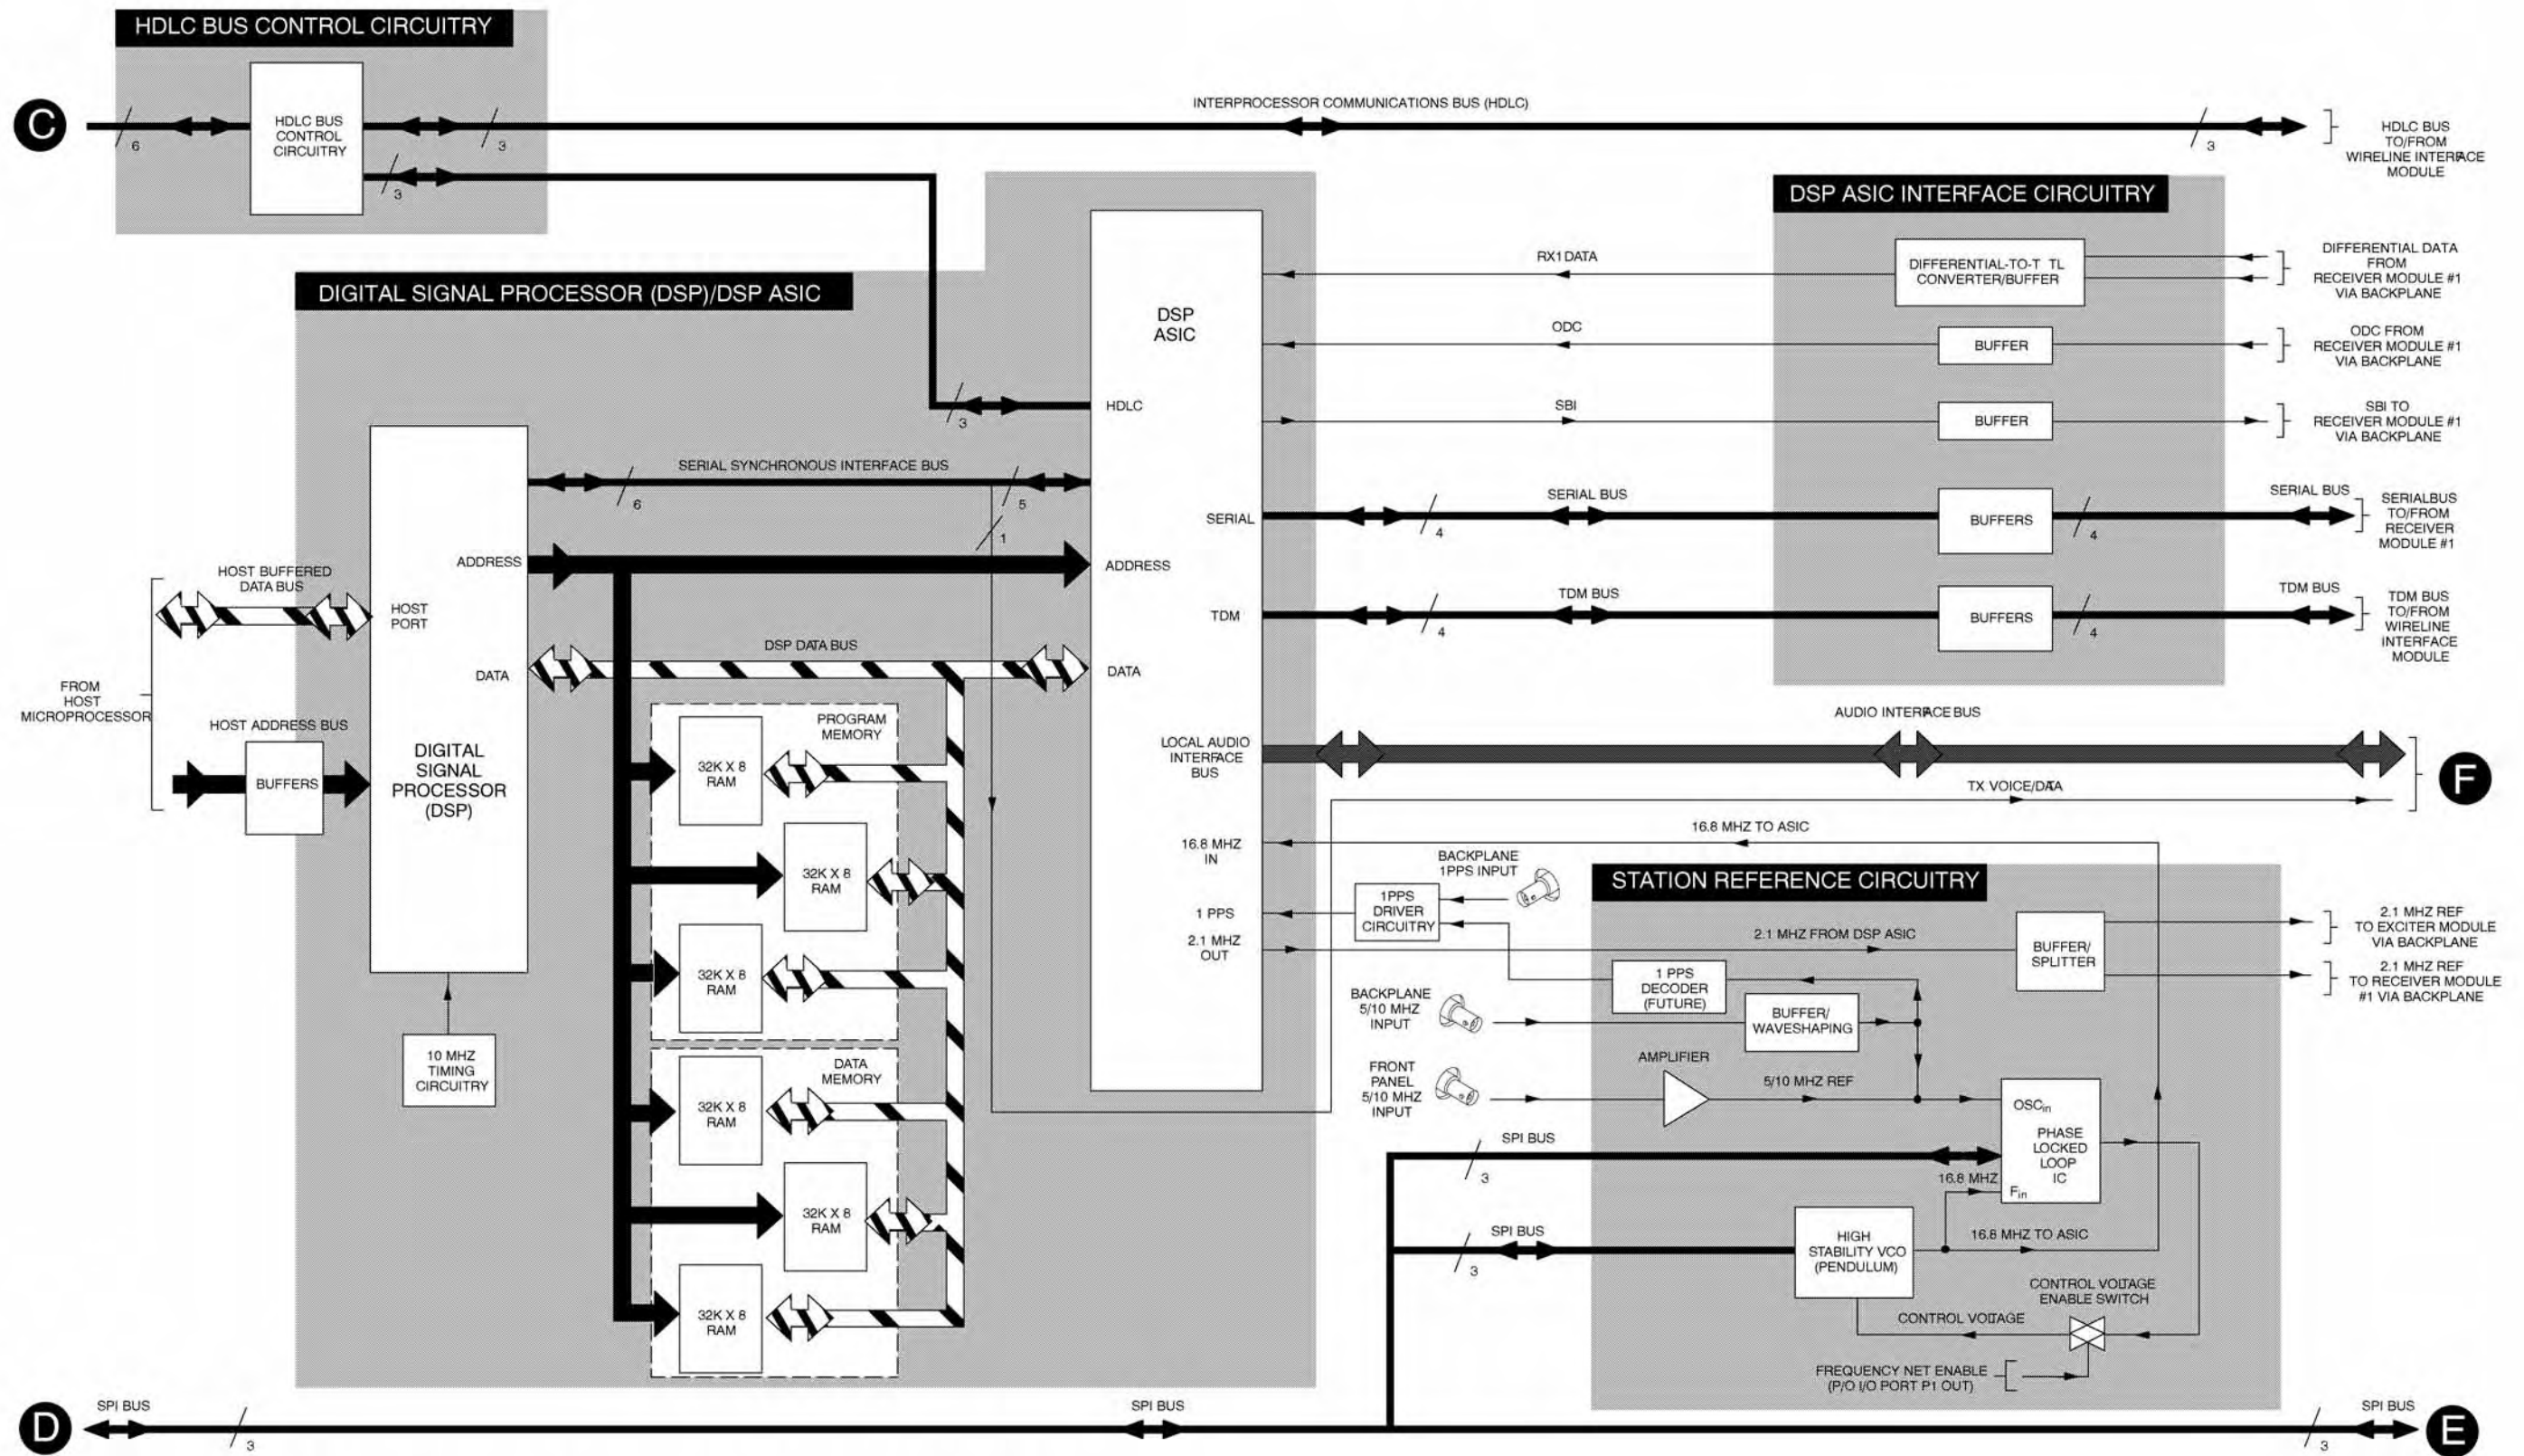 HDLC BUS CONTROL CIRCUITRY
C
6
HDLC BUS
CONTROL
CIRCUITRY
3
3
INTERPROCESSOR COMMUNICATIONS BUS (HDLC)
3
HDLC BUS
TO/FROM
WIRELINE INTERFACE
MODULE
DIGITAL SIGNAL PROCESSOR (DSP)/DSP ASIC
DSP
ASIC
HDLC
3
SERIAL SYNCHRONOUS INTERFACE BUS
6
5
1
ADDRESS
ADDRESS
HOST BUFFERED
DATA BUS
HOST
PORT
DATA
DSP DATA BUS
DATA
FROM
HOST
MICROPROCESSOR
HOST ADDRESS BUS
BUFFERS
DIGITAL
SIGNAL
PROCESSOR
(DSP)
10 MHZ
TIMING
CIRCUITRY
PROGRAM
MEMORY
32K X 8
RAM
32K X 8
RAM
32K X 8
RAM
DATA
MEMORY
32K X 8
RAM
32K X 8
RAM
32K X 8
RAM
SERIAL
TDM
LOCAL AUDIO
INTERFACE
BUS
16.8 MHZ
IN
1 PPS
2.1 MHZ
OUT
DSP ASIC INTERFACE CIRCUITRY
RX1DATA
DIFFERENTIAL-TO-T TL
CONVERTER/BUFFER
DIFFERENTIAL DATA
FROM
RECEIVER MODULE #1
VIA BACKPLANE
ODC
BUFFER
ODC FROM
RECEIVER MODULE #1
VIA BACKPLANE
SBI
BUFFER
SBI TO
RECEIVER MODULE #1
VIA BACKPLANE
SERIAL BUS
4
BUFFERS
4
SERIAL BUS
SERIALBUS
TO/FROM
RECEIVER
MODULE #1
TDM BUS
4
BUFFERS
4
TDM BUS
TDM BUS
TO/FROM
WIRELINE
INTERFACE
MODULE
AUDIO INTERFACE BUS
TX VOICE/DATA
F
16.8 MHZ TO ASIC
BACKPLANE
1PPS INPUT
1PPS
DRIVER
CIRCUITRY
STATION REFERENCE CIRCUITRY
2.1 MHZ FROM DSP ASIC
BUFFER/
SPLITTER
2.1 MHZ REF
TO EXCITER MODULE
VIA BACKPLANE
2.1 MHZ REF
TO RECEIVER MODULE
#1 VIA BACKPLANE
1 PPS
DECODER
(FUTURE)
BACKPLANE
5/10 MHZ
INPUT
BUFFER/
WAVESHAPING
FRONT
PANEL
5/10 MHZ
INPUT
AMPLIFIER
5/10 MHZ REF
OSCin
PHASE
LOCKED
LOOP
IC
Fin
SPI BUS
3
16.8 MHZ
SPI BUS
3
HIGH
STABILITY VCO
(PENDULUM)
16.8 MHZ TO ASIC
CONTROL VOLTAGE
ENABLE SWITCH
CONTROL VOLTAGE
FREQUENCY NET ENABLE
(P/O I/O PORT P1 OUT)
D
SPI BUS
3
SPI BUS
3
SPI BUS
E